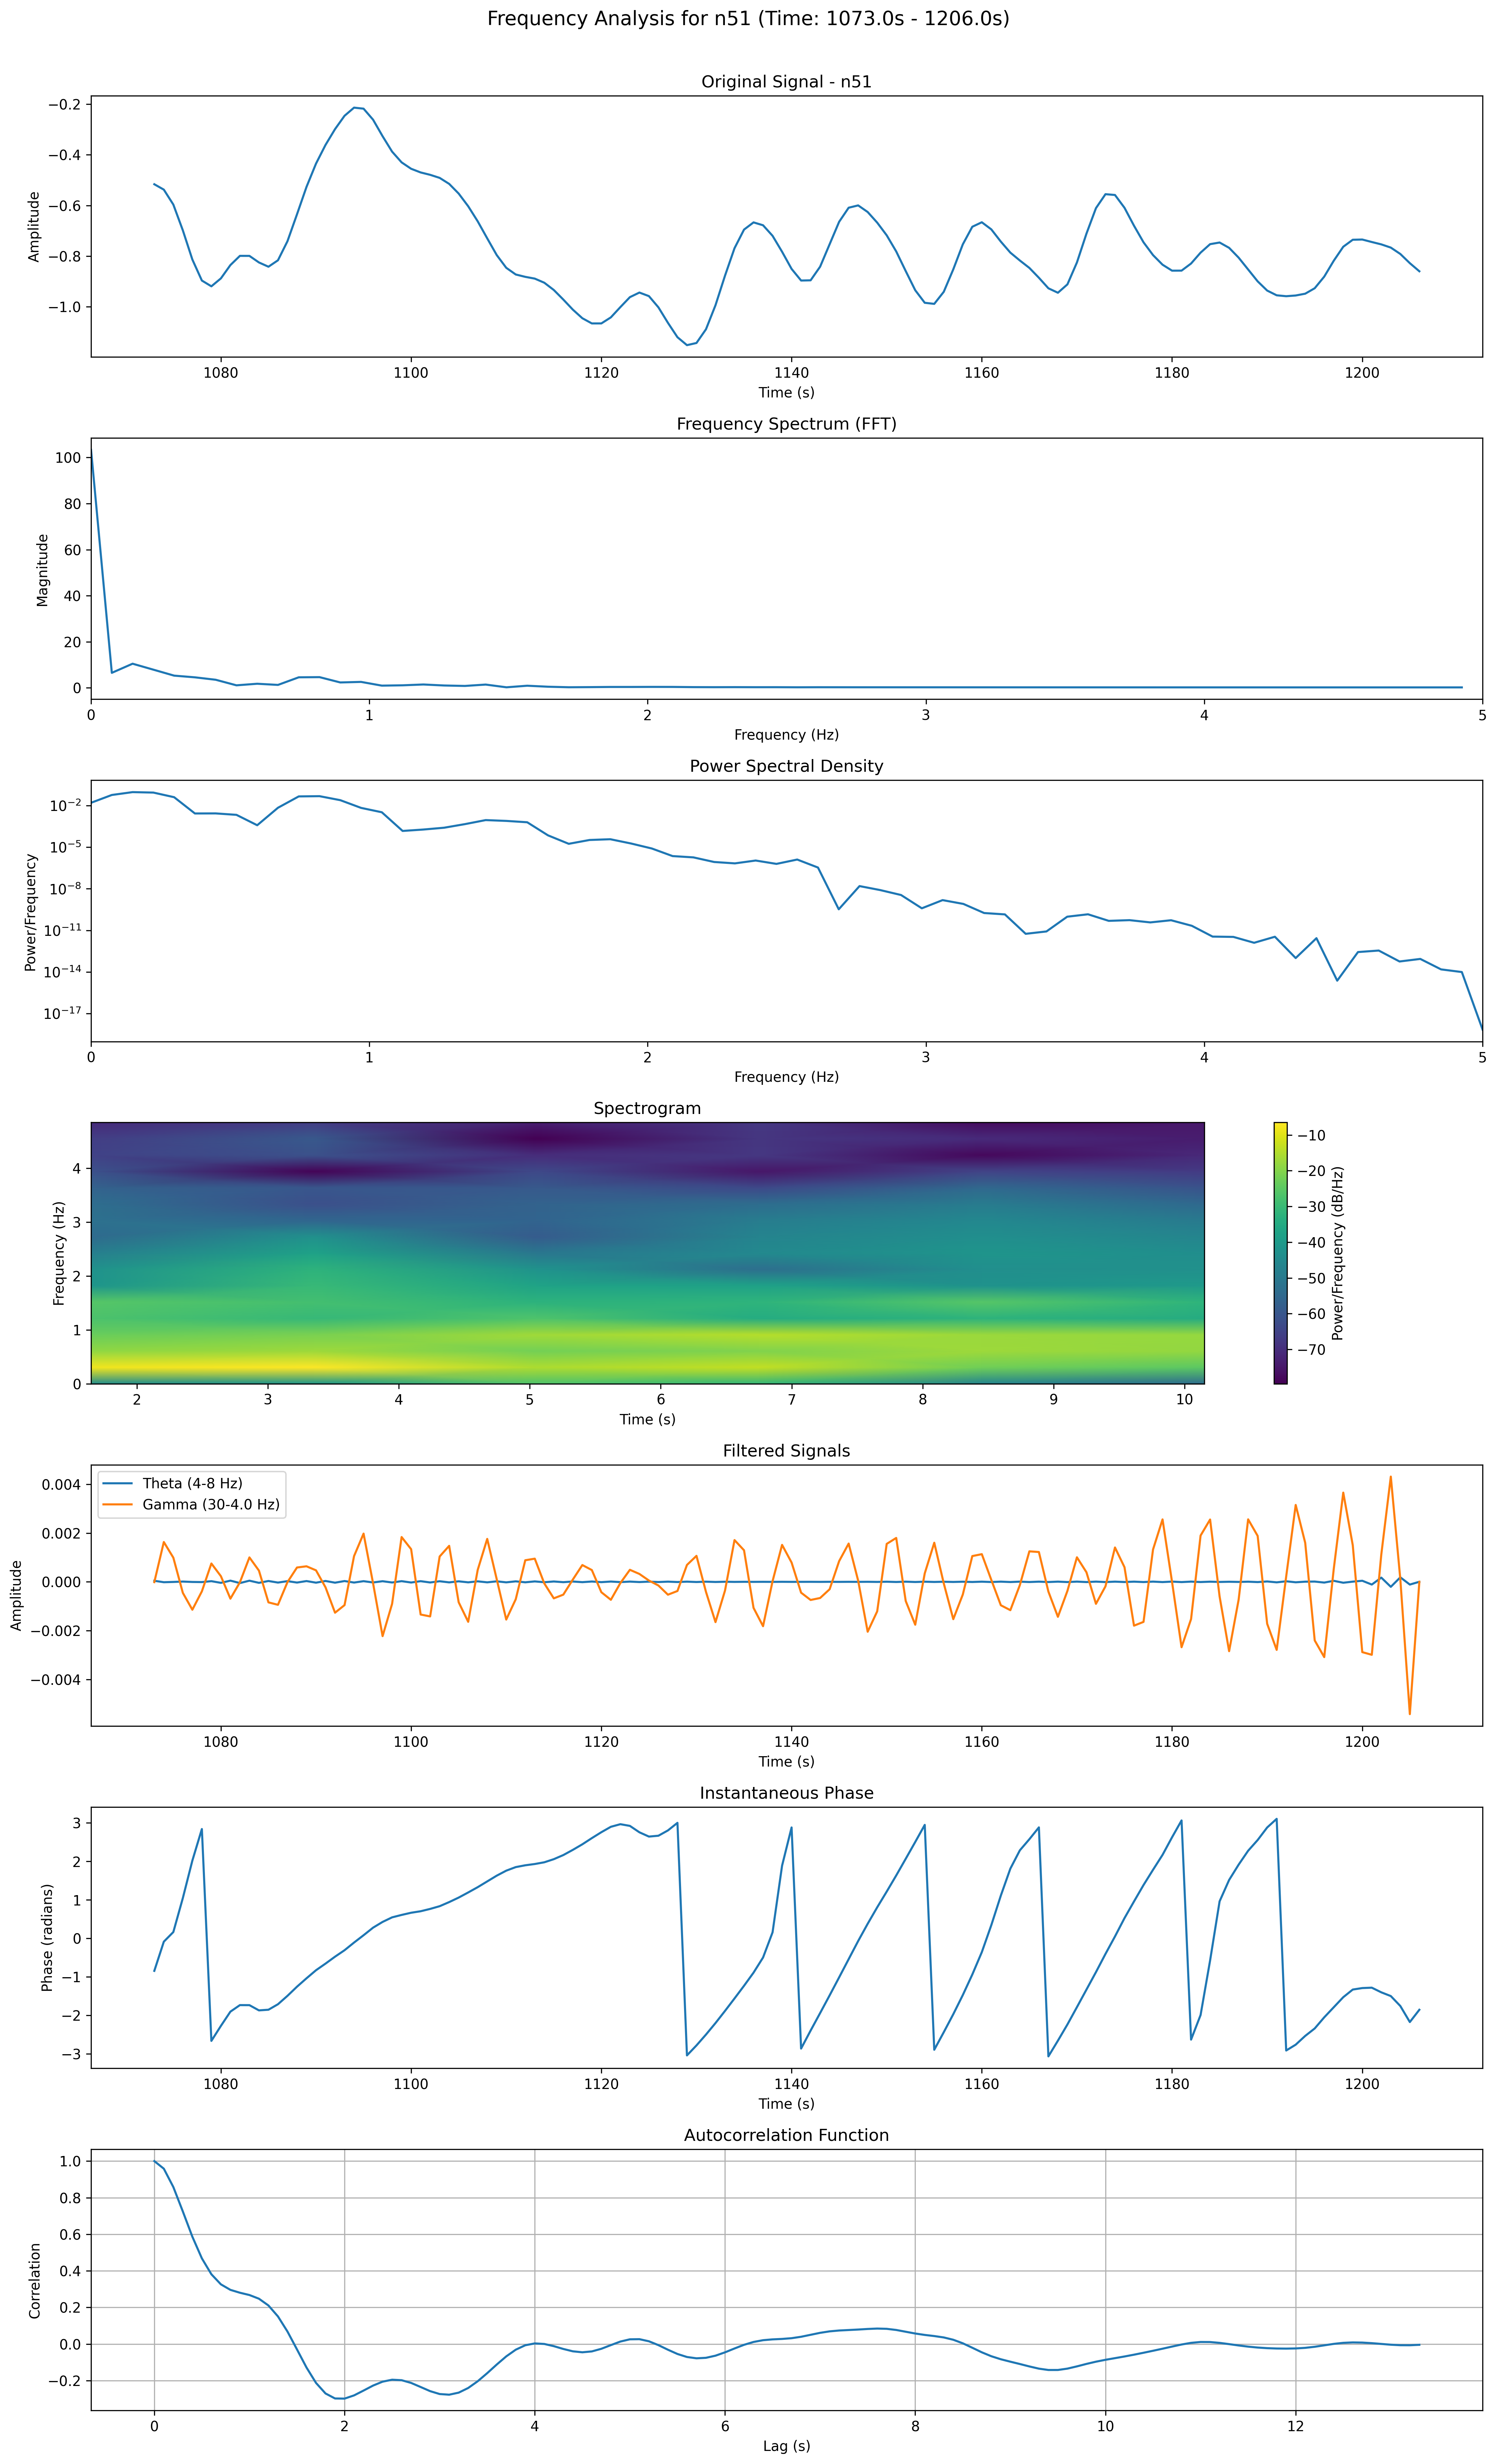 Frequency Analysis for n51 (Time: 1073.0s - 1206.0s)
Original Signal - n51
−0.2
−0.4
−0.6
−0.8
−1.0
Amplitude
1080 1100 1120 1140 1160 1180 1200
Time (s)
Frequency Spectrum (FFT)
100
80
60
40
20
0
Magnitude
0 1 2 3 4 5
Frequency (Hz)
Power Spectral Density
10⁻²
10⁻⁵
10⁻⁸
10⁻¹¹
10⁻¹⁴
10⁻¹⁷
Power/Frequency
0 1 2 3 4 5
Frequency (Hz)
Spectrogram
4
3
2
1
0
Frequency (Hz)
2 3 4 5 6 7 8 9 10
Time (s)
−10
−20
−30
−40
−50
−60
−70
Power/Frequency (dB/Hz)
Filtered Signals
Theta (4-8 Hz)
Gamma (30-4.0 Hz)
0.004
0.002
0.000
−0.002
−0.004
Amplitude
1080 1100 1120 1140 1160 1180 1200
Time (s)
Instantaneous Phase
3
2
1
0
−1
−2
−3
Phase (radians)
1080 1100 1120 1140 1160 1180 1200
Time (s)
Autocorrelation Function
1.0
0.8
0.6
0.4
0.2
0.0
−0.2
Correlation
0 2 4 6 8 10 12
Lag (s)